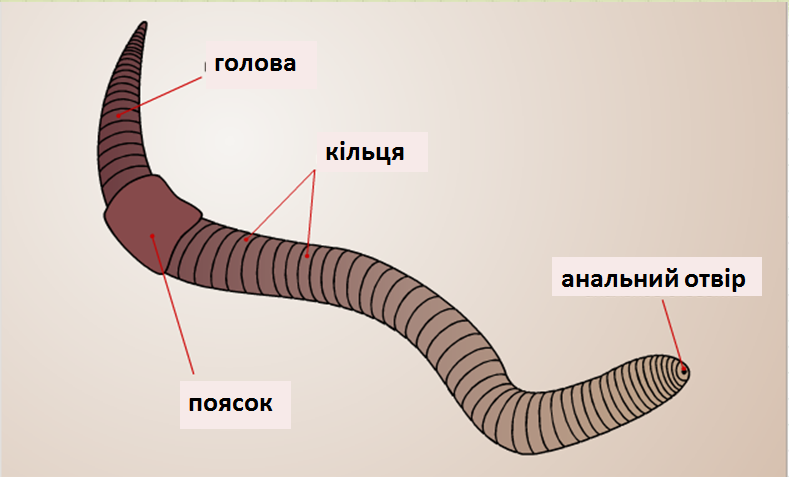 голова
кільця
анальний отвір
поясок